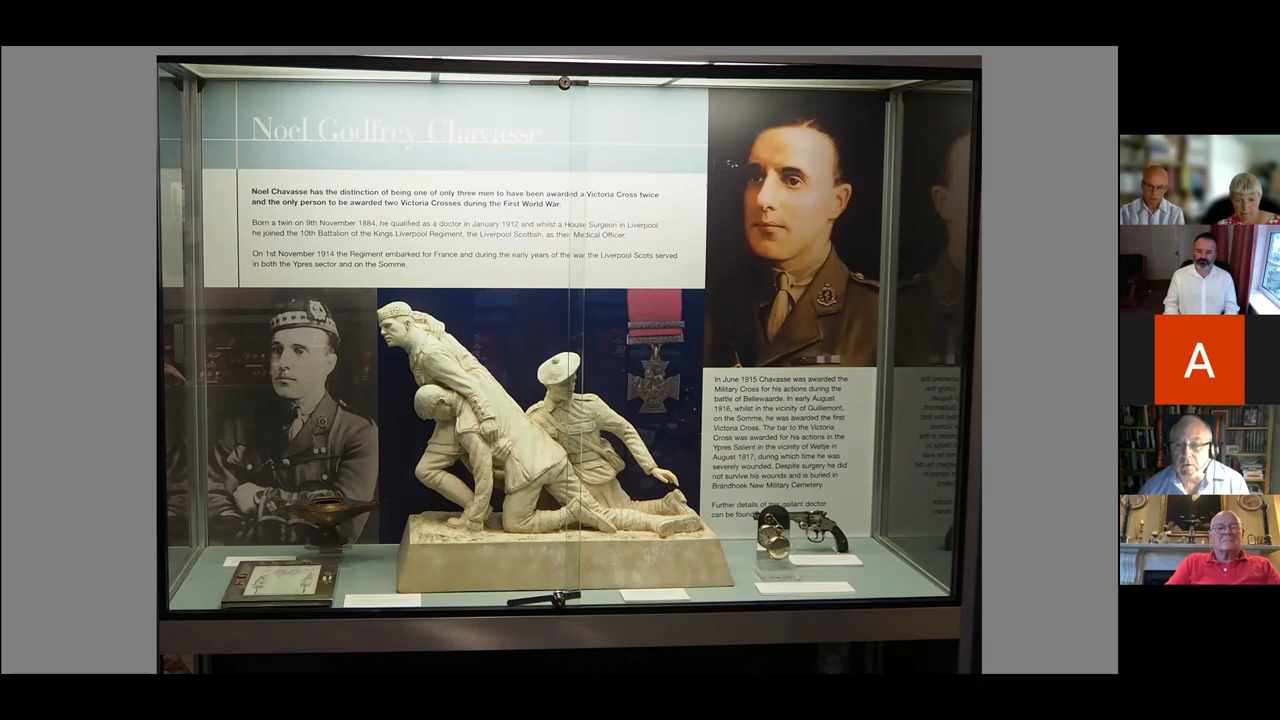 Noel Godfrey Chavasse
Noel Chavasse has the distinction of being one of only three men to have been awarded a Victoria Cross twice
and the only person to be awarded two Victoria Crosses during the First World War.
Born a twin on 9th November 1884, he qualified as a doctor in January 1912 and whilst a House Surgeon in Liverpool
he joined the 10th Battalion of the Kings Liverpool Regiment, the Liverpool Scottish, as their Medical Officer.
On 1st November 1914 the Regiment embarked for France and during the early years of the war the Liverpool Scots served
in both the Ypres sector and on the Somme.
In June 1915 Chavasse was awarded the
Military Cross for his actions during the
battle of Bellewaarde. In early August
1916, whilst in the vicinity of Guillemont,
on the Somme, he was awarded the first
Victoria Cross. The bar to the Victoria
Cross was awarded for his actions in the
Ypres Salient in the vicinity of Weltje in
August 1917, during which time he was
severely wounded. Despite surgery he did
not survive his wounds and is buried in
Brandhoek New Military Cemetery.
Further details of this gallant doctor
can be found
A